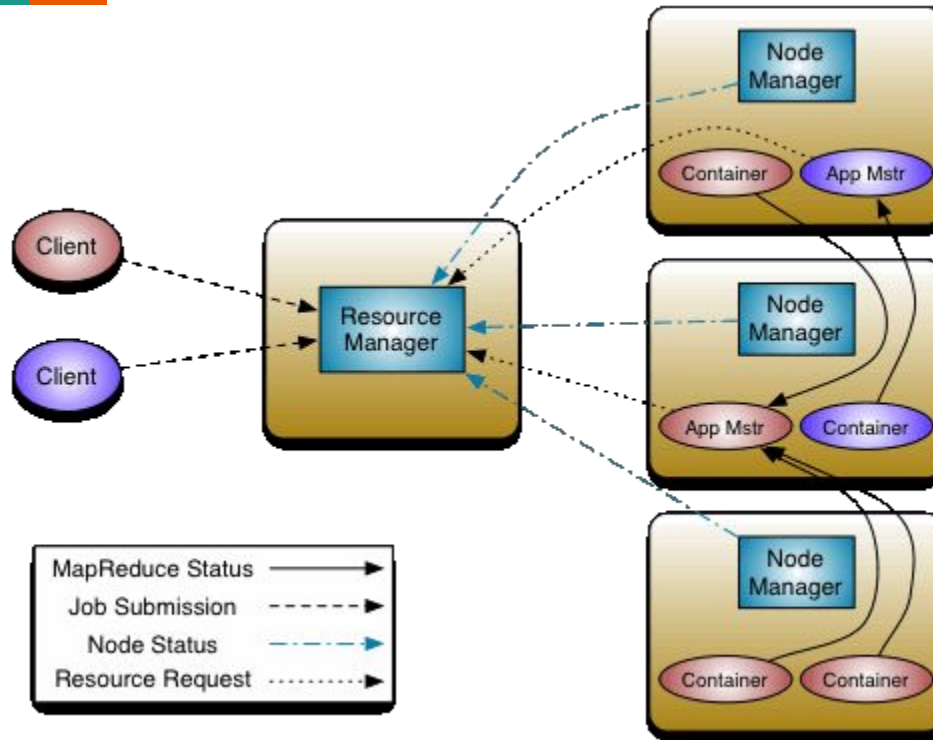 Node
Manager
Container
App Mstr
Client
Resource
Manager
Node
Manager
Client
App Mstr
Container
Node
Manager
Container
Container
MapReduce Status
Job Submission
Node Status
Resource Request